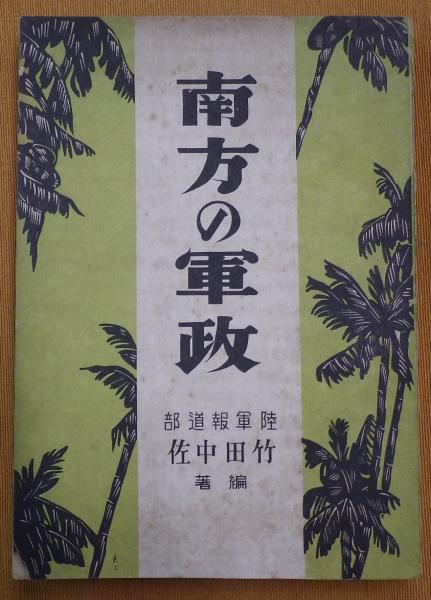 南方の軍政
陸軍報道部
竹田中佐
編著